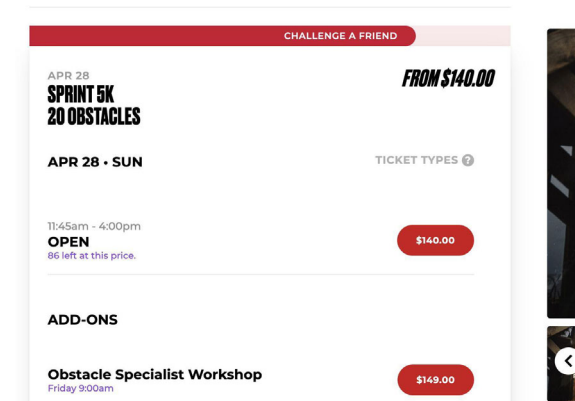 CHALLENGE A FRIEND
APR 28
FROM $140.00
SPRINT 5K
20 OBSTACLES
APR 28 • SUN
TICKET TYPES ?
11:45am - 4:00pm
OPEN
$140.00
86 left at this price.
ADD-ONS
Obstacle Specialist Workshop
$149.00
Friday 9:00am